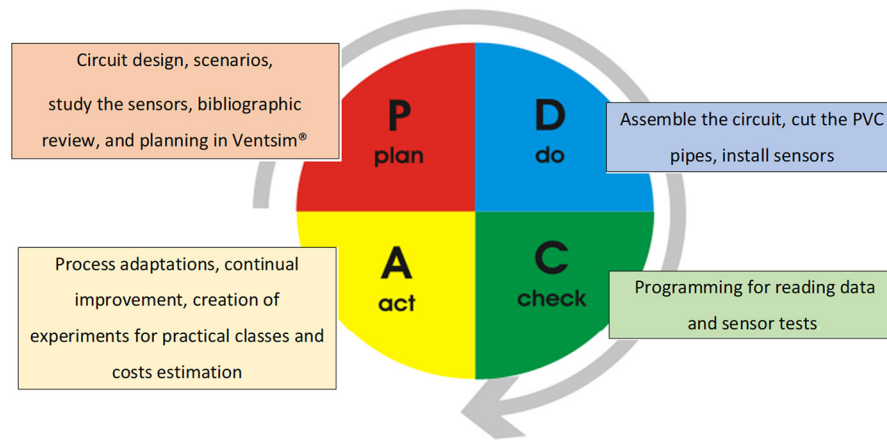 Circuit design, scenarios,
study the sensors, bibliographic
review, and planning in Ventsim®
P
plan
D
do
Assemble the circuit, cut the PVC
pipes, install sensors
A
act
C
check
Process adaptations, continual
improvement, creation of
experiments for practical classes and
costs estimation
Programming for reading data
and sensor tests